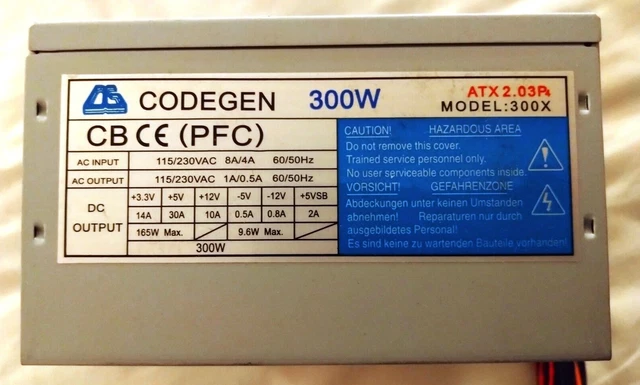 CODEGEN 300W
ATX 2.03P4
MODEL:300X
CB CE (PFC)
AC INPUT 115/230VAC 8A/4A 60/50Hz
AC OUTPUT 115/230VAC 1A/0.5A 60/50Hz
DC OUTPUT
+3.3V +5V +12V -5V -12V +5VSB
14A 30A 10A 0.5A 0.8A 2A
165W Max. 9.6W Max.
300W
CAUTION! HAZARDOUS AREA
Do not remove this cover.
Trained service personnel only.
No user serviceable components inside.
VORSICHT! GEFAHRENZONE
Abdeckungen unter keinen Umstanden
abnehmen! Reparaturen nur durch
ausgebildetes Personal!
Es sind keine zu wartenden Bauteile vorhanden!